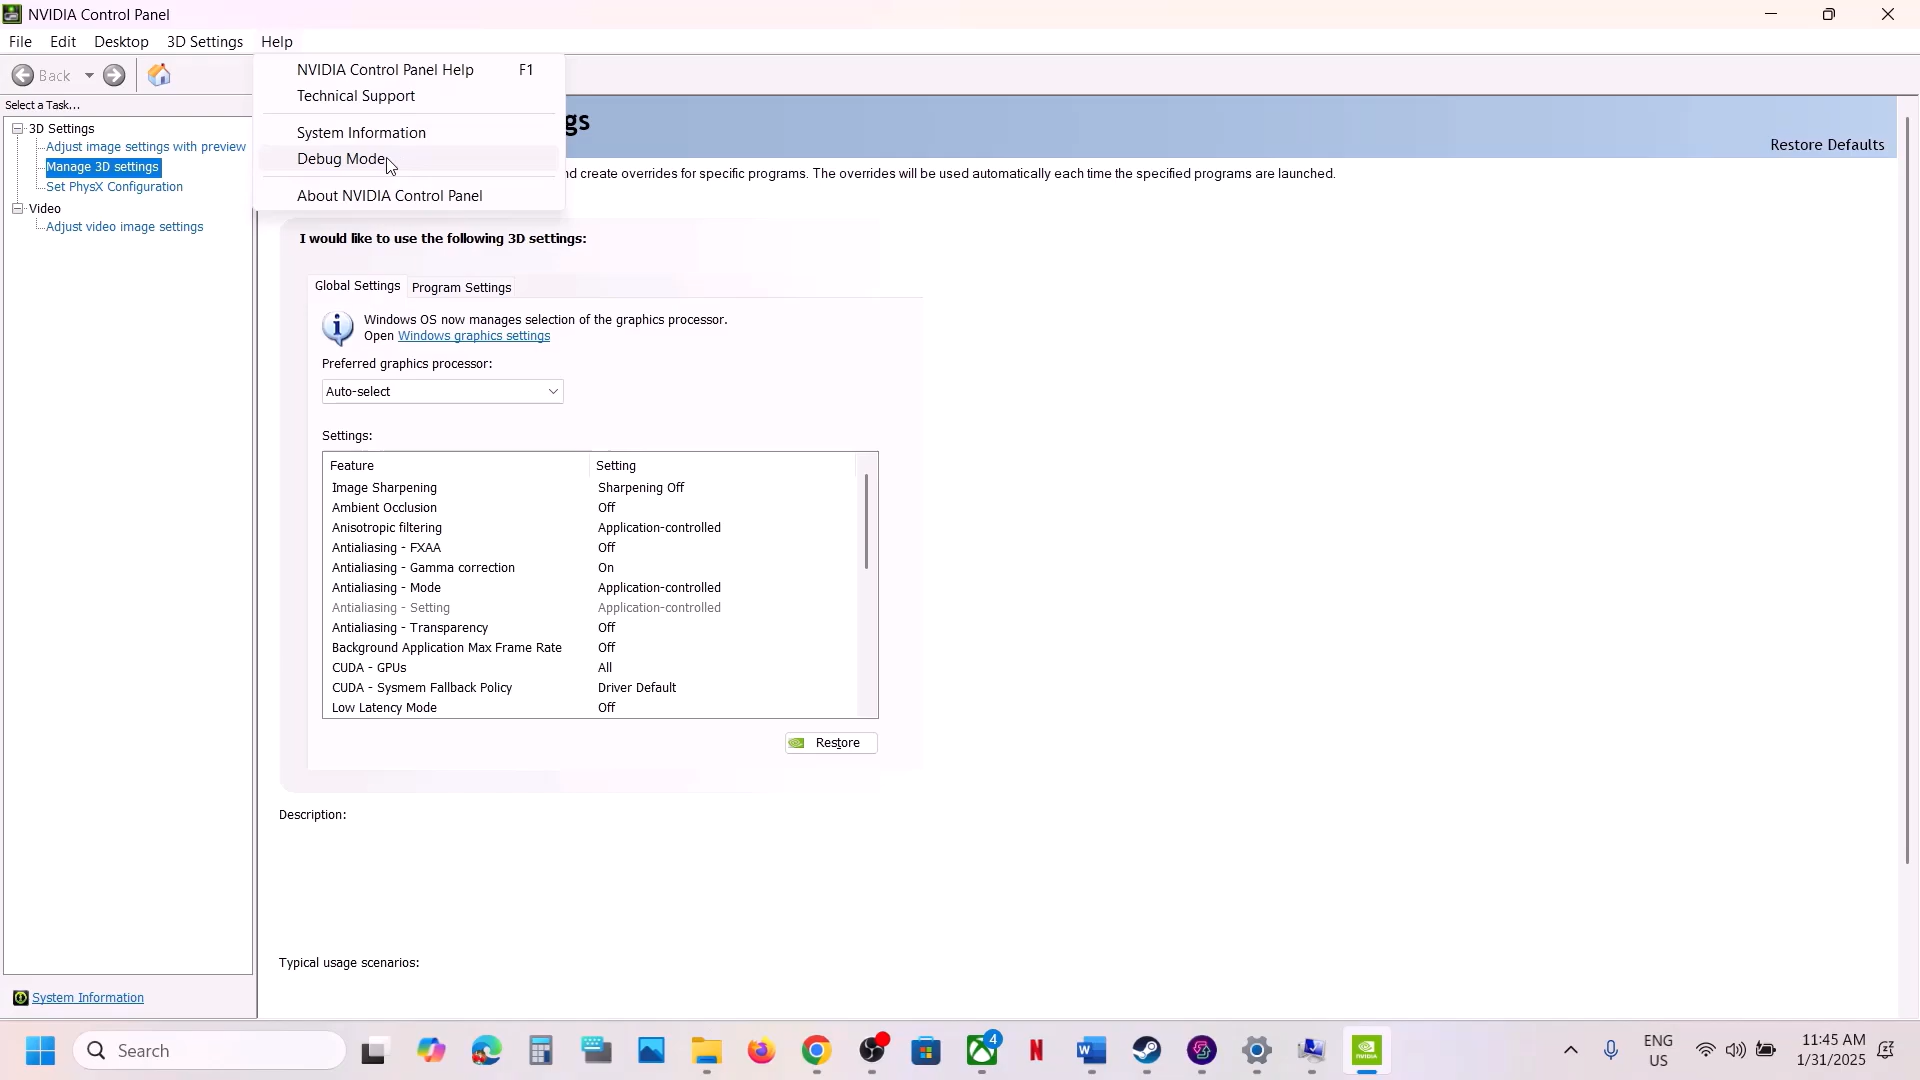 NVIDIA Control Panel
File Edit Desktop 3D Settings Help
Back
NVIDIA Control Panel Help F1
Technical Support
System Information
Debug Mode
About NVIDIA Control Panel
Select a Task...
3D Settings
Adjust image settings with preview
Manage 3D settings
Set PhysX Configuration
Video
Adjust video image settings
System Information
gs
Restore Defaults
nd create overrides for specific programs. The overrides will be used automatically each time the specified programs are launched.
I would like to use the following 3D settings:
Global Settings Program Settings
Windows OS now manages selection of the graphics processor.
Open Windows graphics settings
Preferred graphics processor:
Auto-select
Settings:
Feature Setting
Image Sharpening Sharpening Off
Ambient Occlusion Off
Anisotropic filtering Application-controlled
Antialiasing - FXAA Off
Antialiasing - Gamma correction On
Antialiasing - Mode Application-controlled
Antialiasing - Setting Application-controlled
Antialiasing - Transparency Off
Background Application Max Frame Rate Off
CUDA - GPUs All
CUDA - Sysmem Fallback Policy Driver Default
Low Latency Mode Off
Restore
Description:
Typical usage scenarios:
Search
4
ENG
US
11:45 AM
1/31/2025